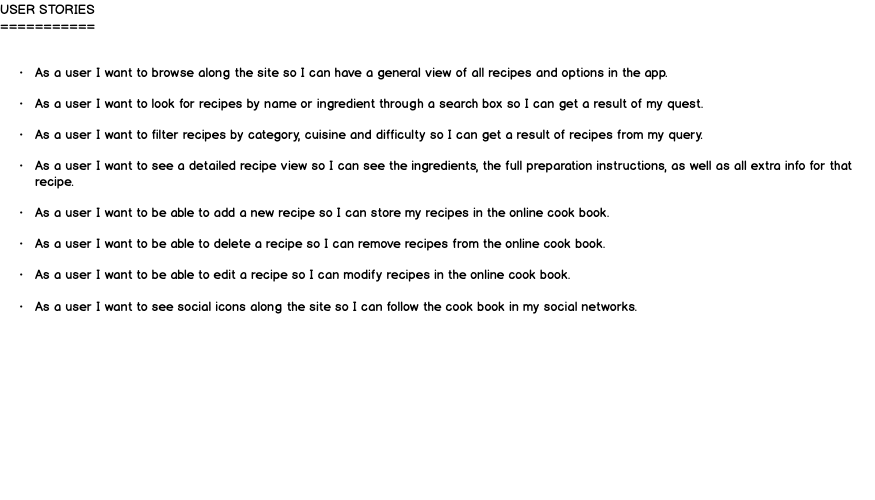 USER STORIES
===========
· As a user I want to browse along the site so I can have a general view of all recipes and options in the app.
· As a user I want to look for recipes by name or ingredient through a search box so I can get a result of my quest.
· As a user I want to filter recipes by category, cuisine and difficulty so I can get a result of recipes from my query.
· As a user I want to see a detailed recipe view so I can see the ingredients, the full preparation instructions, as well as all extra info for that
recipe.
· As a user I want to be able to add a new recipe so I can store my recipes in the online cook book.
· As a user I want to be able to delete a recipe so I can remove recipes from the online cook book.
· As a user I want to be able to edit a recipe so I can modify recipes in the online cook book.
· As a user I want to see social icons along the site so I can follow the cook book in my social networks.